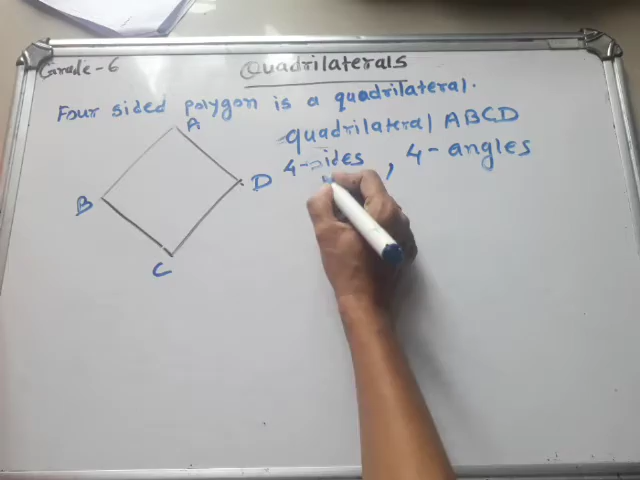 Grade-6
Quadrilaterals
Four sided polygon is a quadrilateral.
quadrilateral ABCD
4-sides, 4-angles
A
B
D
C